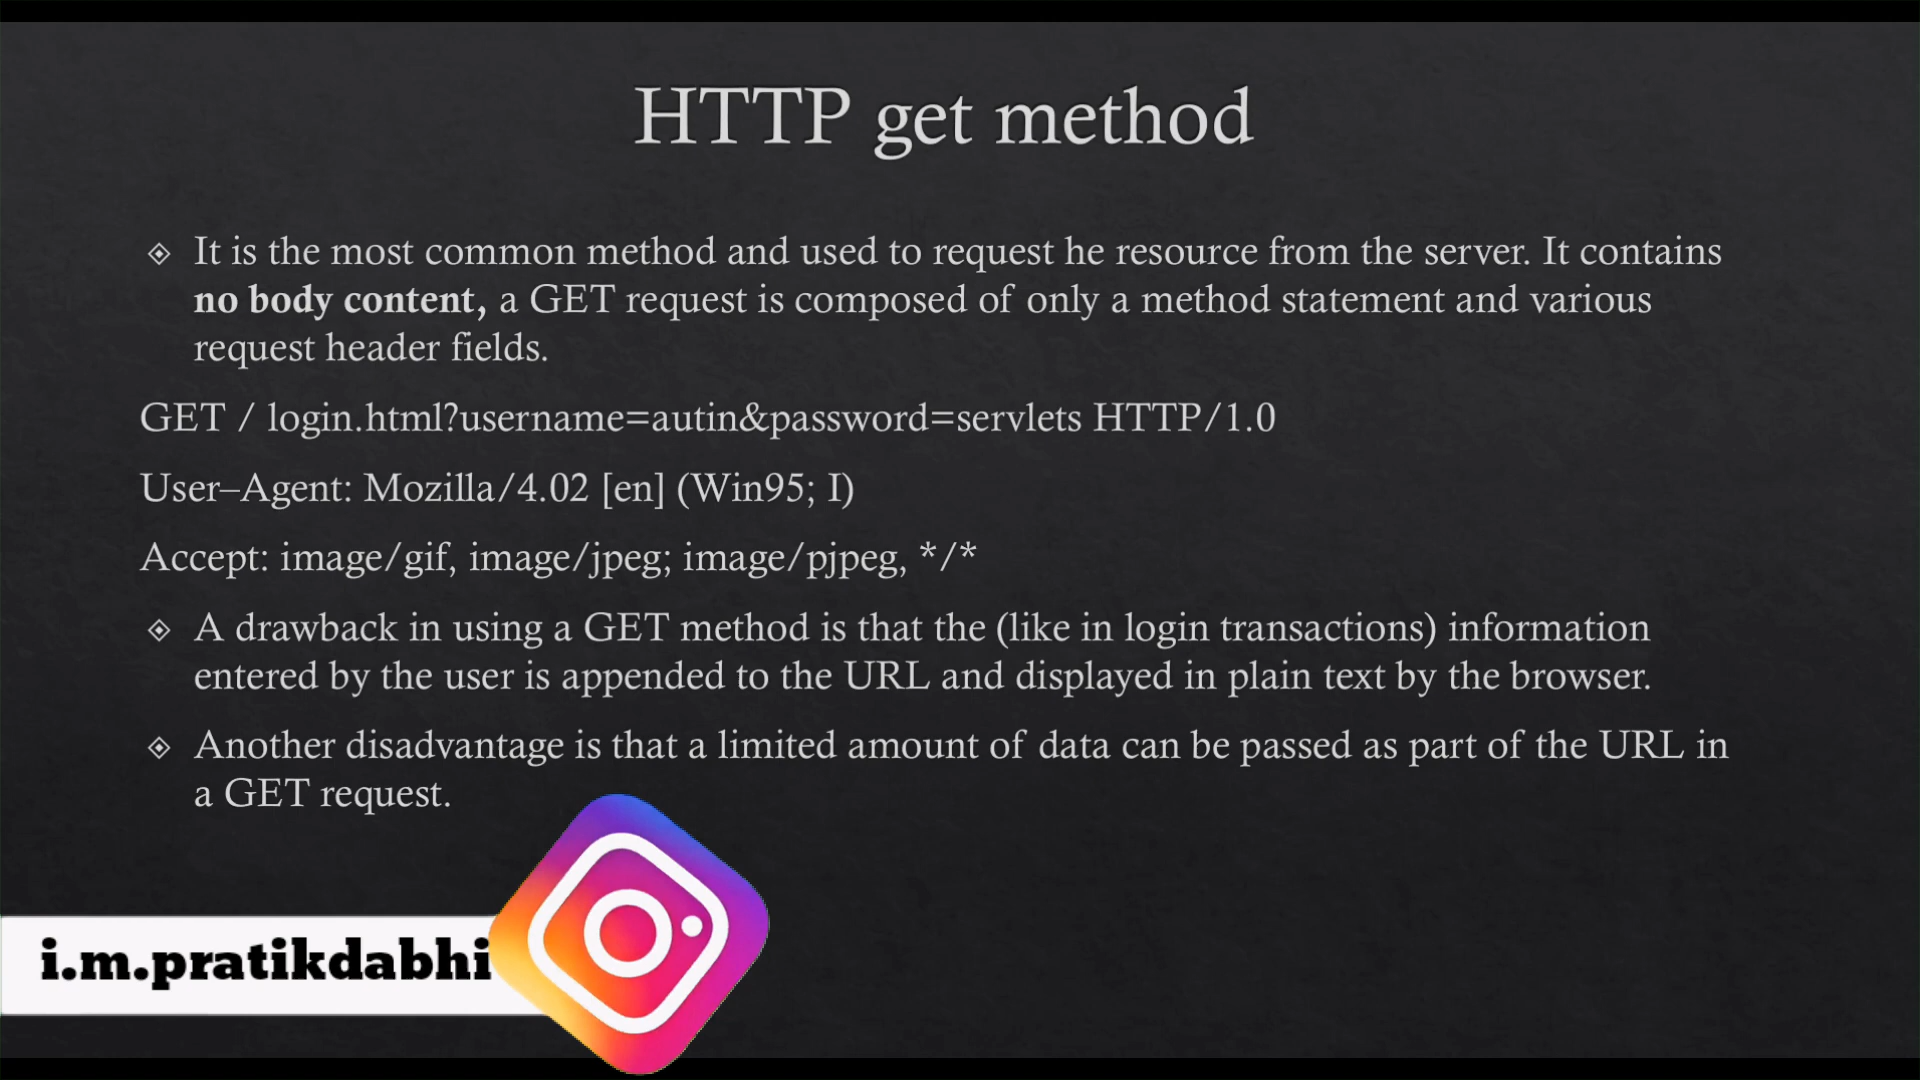 HTTP get method
It is the most common method and used to request he resource from the server. It contains
no body content, a GET request is composed of only a method statement and various
request header fields.
GET / login.html?username=autin&password=servlets HTTP/1.0
User–Agent: Mozilla/4.02 [en] (Win95; I)
Accept: image/gif, image/jpeg; image/pjpeg, */*
A drawback in using a GET method is that the (like in login transactions) information
entered by the user is appended to the URL and displayed in plain text by the browser.
Another disadvantage is that a limited amount of data can be passed as part of the URL in
a GET request.
i.m.pratikdabhi